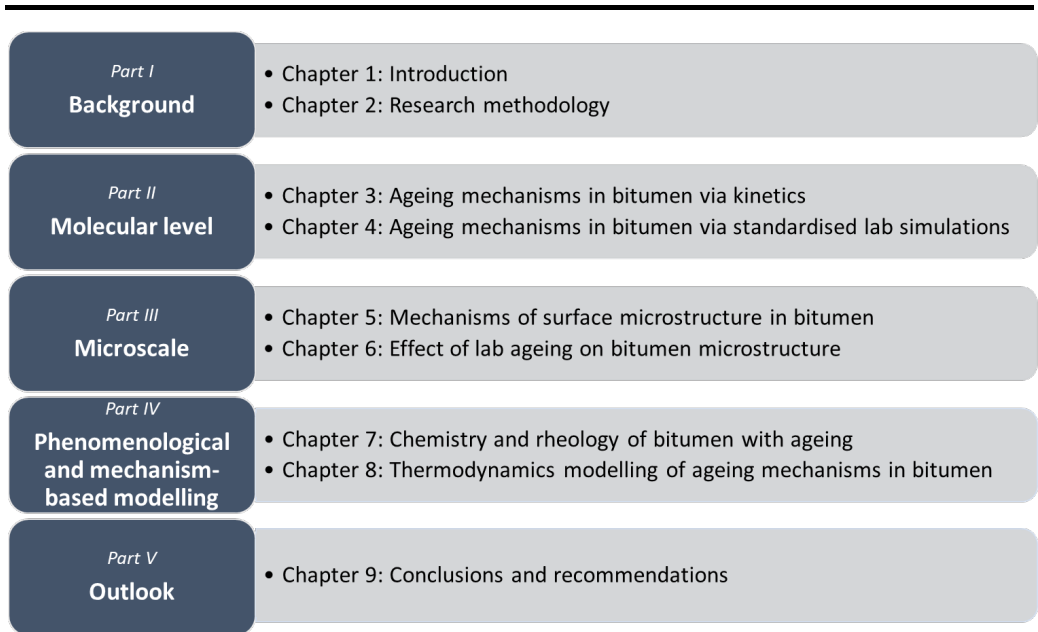 Part I
Background
• Chapter 1: Introduction
• Chapter 2: Research methodology
Part II
Molecular level
• Chapter 3: Ageing mechanisms in bitumen via kinetics
• Chapter 4: Ageing mechanisms in bitumen via standardised lab simulations
Part III
Microscale
• Chapter 5: Mechanisms of surface microstructure in bitumen
• Chapter 6: Effect of lab ageing on bitumen microstructure
Part IV
Phenomenological
and mechanism-
based modelling
• Chapter 7: Chemistry and rheology of bitumen with ageing
• Chapter 8: Thermodynamics modelling of ageing mechanisms in bitumen
Part V
Outlook
• Chapter 9: Conclusions and recommendations